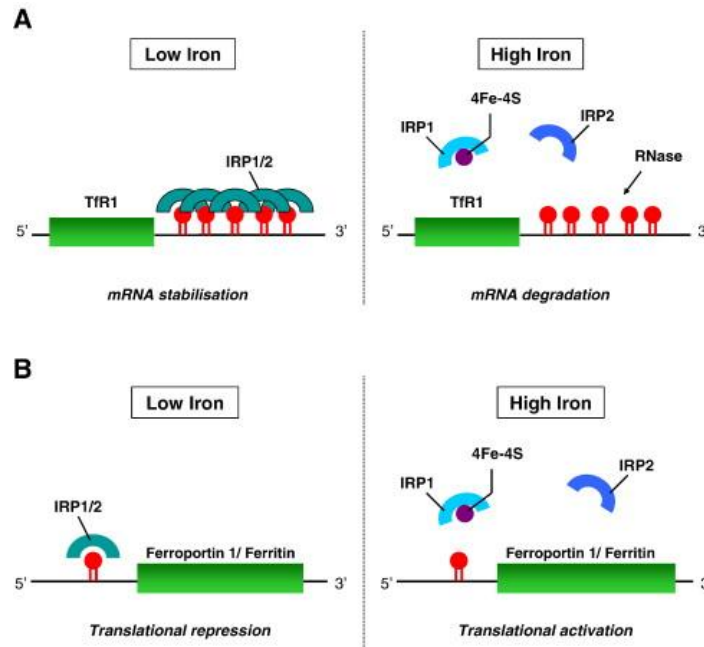 A
Low Iron
High Iron
4Fe-4S
IRP1
IRP2
IRP1/2
RNase
TfR1
TfR1
5'
3'
5'
3'
mRNA stabilisation
mRNA degradation
B
Low Iron
High Iron
4Fe-4S
IRP1
IRP2
IRP1/2
Ferroportin 1/ Ferritin
Ferroportin 1/ Ferritin
5'
3'
5'
3'
Translational repression
Translational activation